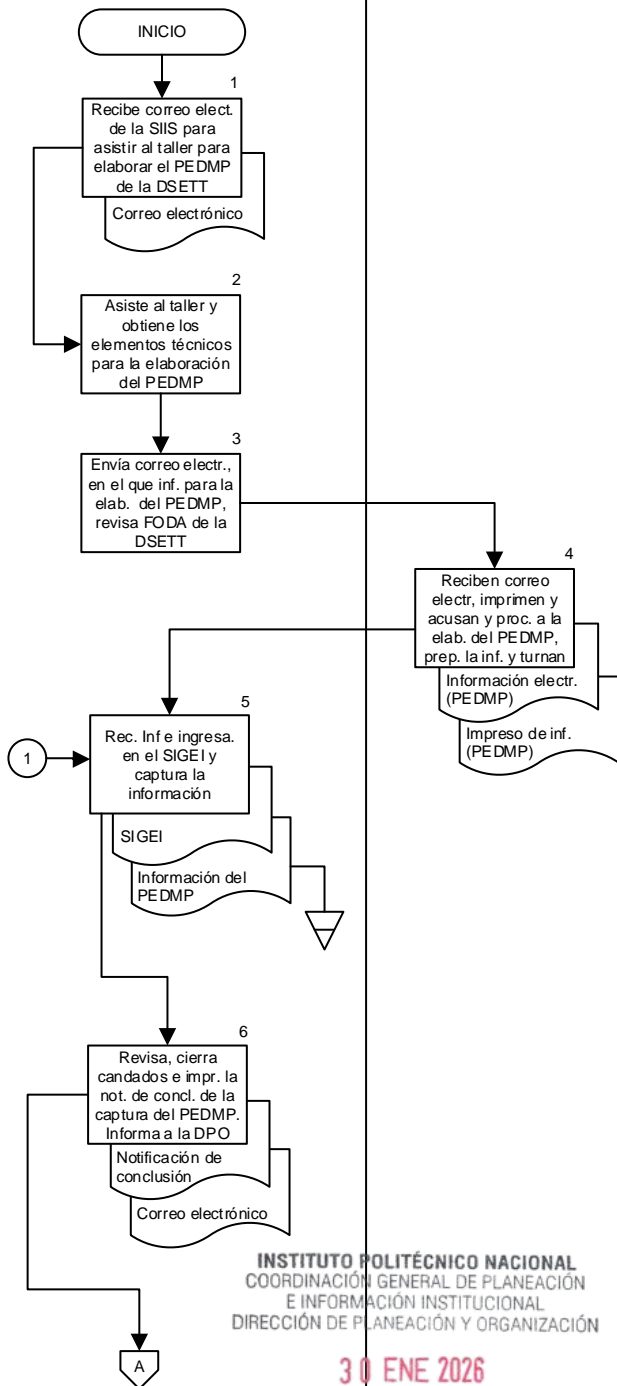 INICIO
1
Recibe correo elect.
de la SIIS para
asistir al taller para
elaborar el PEDMP
de la DSETT
Correo electrónico
2
Asiste al taller y
obtiene los
elementos técnicos
para la elaboración
del PEDMP
3
Envía correo electr.,
en el que inf. para la
elab. del PEDMP,
revisa FODA de la
DSETT
4
Reciben correo
electr, imprimen y
acusan y proc. a la
elab. del PEDMP,
prep. la inf. y turnan
Información electr.
(PEDMP)
Impreso de inf.
(PEDMP)
5
1
Rec. Inf e ingresa.
en el SIGEI y
captura la
información
SIGEI
Información del
PEDMP
6
Revisa, cierra
candados e impr. la
not. de concl. de la
captura del PEDMP.
Informa a la DPO
Notificación de
conclusión
Correo electrónico
INSTITUTO POLITÉCNICO NACIONAL
COORDINACIÓN GENERAL DE PLANEACIÓN
E INFORMACIÓN INSTITUCIONAL
DIRECCIÓN DE PLANEACIÓN Y ORGANIZACIÓN
30 ENE 2026
A